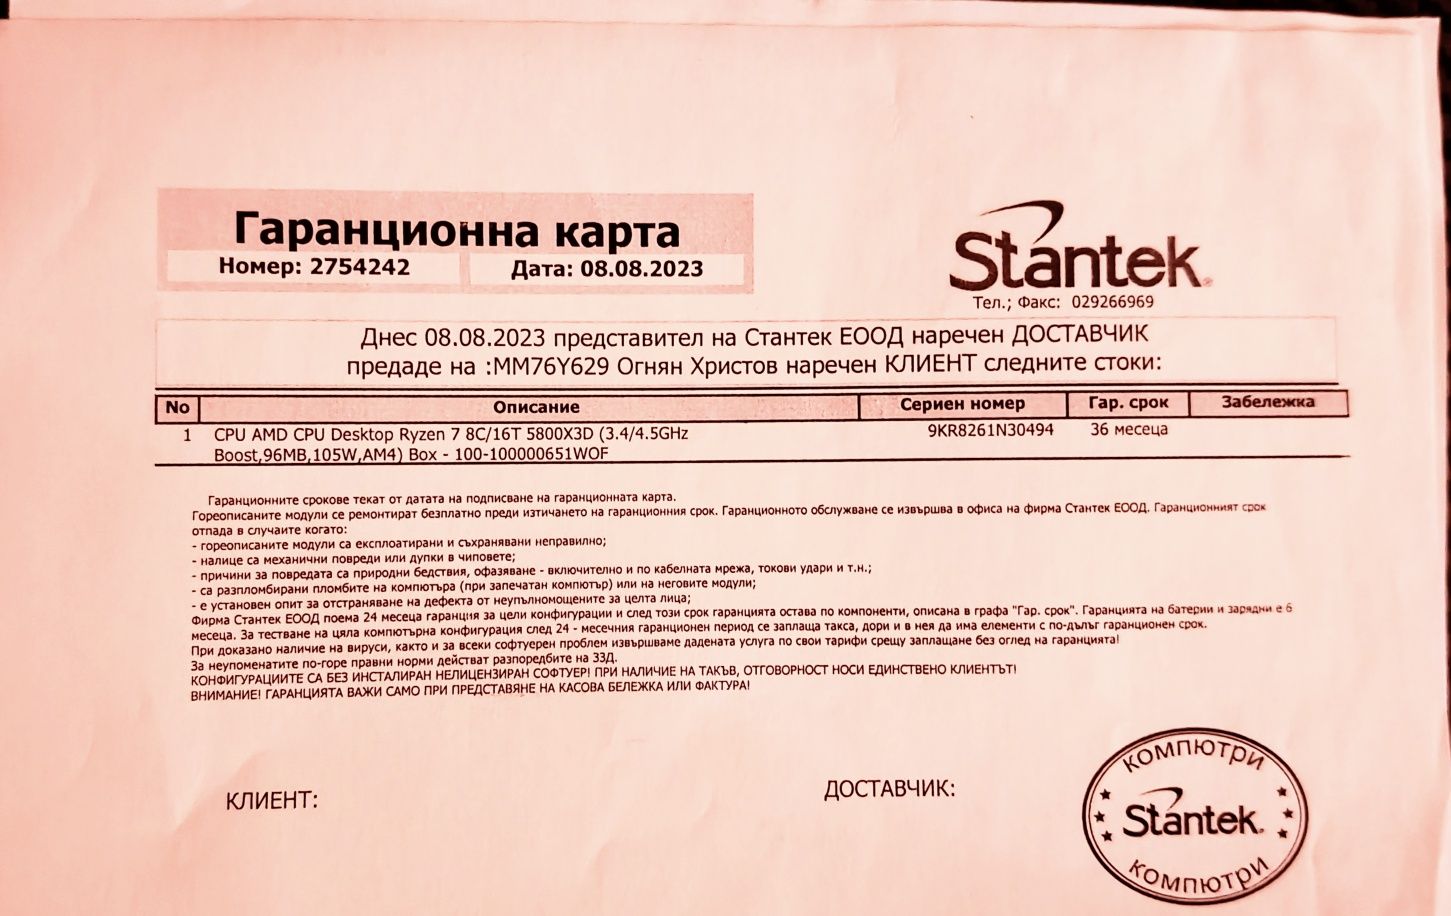 Гаранционна карта
Номер: 2754242
Дата: 08.08.2023
Stantek®
Тел.; Факс: 029266969
Днес 08.08.2023 представител на Стантек ЕООД наречен ДОСТАВЧИК
предаде на :MM76Y629 Огнян Христов наречен КЛИЕНТ следните стоки:
No Описание Сериен номер Гар. срок Забележка
1 CPU AMD CPU Desktop Ryzen 7 8C/16T 5800X3D (3.4/4.5GHz 9KR8261N30494 36 месеца
Boost,96MB,105W,AM4) Box - 100-100000651WOF
Гаранционните срокове текат от датата на подписване на гаранционната карта.
Гореописаните модули се ремонтират безплатно преди изтичането на гаранционния срок. Гаранционното обслужване се извършва в офиса на фирма Стантек ЕООД. Гаранционният срок
отпада в случаите когато:
- гореописаните модули са експлоатирани и съхранявани неправилно;
- налице са механични повреди или дупки в чиповете;
- причини за повредата са природни бедствия, офазяване - включително и по кабелната мрежа, токови удари и т.н.;
- са разпломбирани пломбите на компютъра (при запечатан компютър) или на неговите модули;
- е установен опит за отстраняване на дефекта от неупълномощените за целта лица;
Фирма Стантек ЕООД поема 24 месеца гаранция за цели конфигурации и след този срок гаранцията остава по компоненти, описана в графа "Гар. срок". Гаранцията на батерии и зарядни е 6
месеца. За тестване на цяла компютърна конфигурация след 24 - месечния гаранционен период се заплаща такса, дори и в нея да има елементи с по-дълъг гаранционен срок.
При доказано наличие на вируси, както и за всеки софтуерен проблем извършваме дадената услуга по свои тарифи срещу заплащане без оглед на гаранцията!
За неупоменатите по-горе правни норми действат разпоредбите на ЗЗД.
КОНФИГУРАЦИИТЕ СА БЕЗ ИНСТАЛИРАН НЕЛИЦЕНЗИРАН СОФТУЕР! ПРИ НАЛИЧИЕ НА ТАКЪВ, ОТГОВОРНОСТ НОСИ ЕДИНСТВЕНО КЛИЕНТЪТ!
ВНИМАНИЕ! ГАРАНЦИЯТА ВАЖИ САМО ПРИ ПРЕДСТАВЯНЕ НА КАСОВА БЕЛЕЖКА ИЛИ ФАКТУРА!
КЛИЕНТ:
ДОСТАВЧИК:
КОМПЮТРИ
Stantek.
КОМПЮТРИ